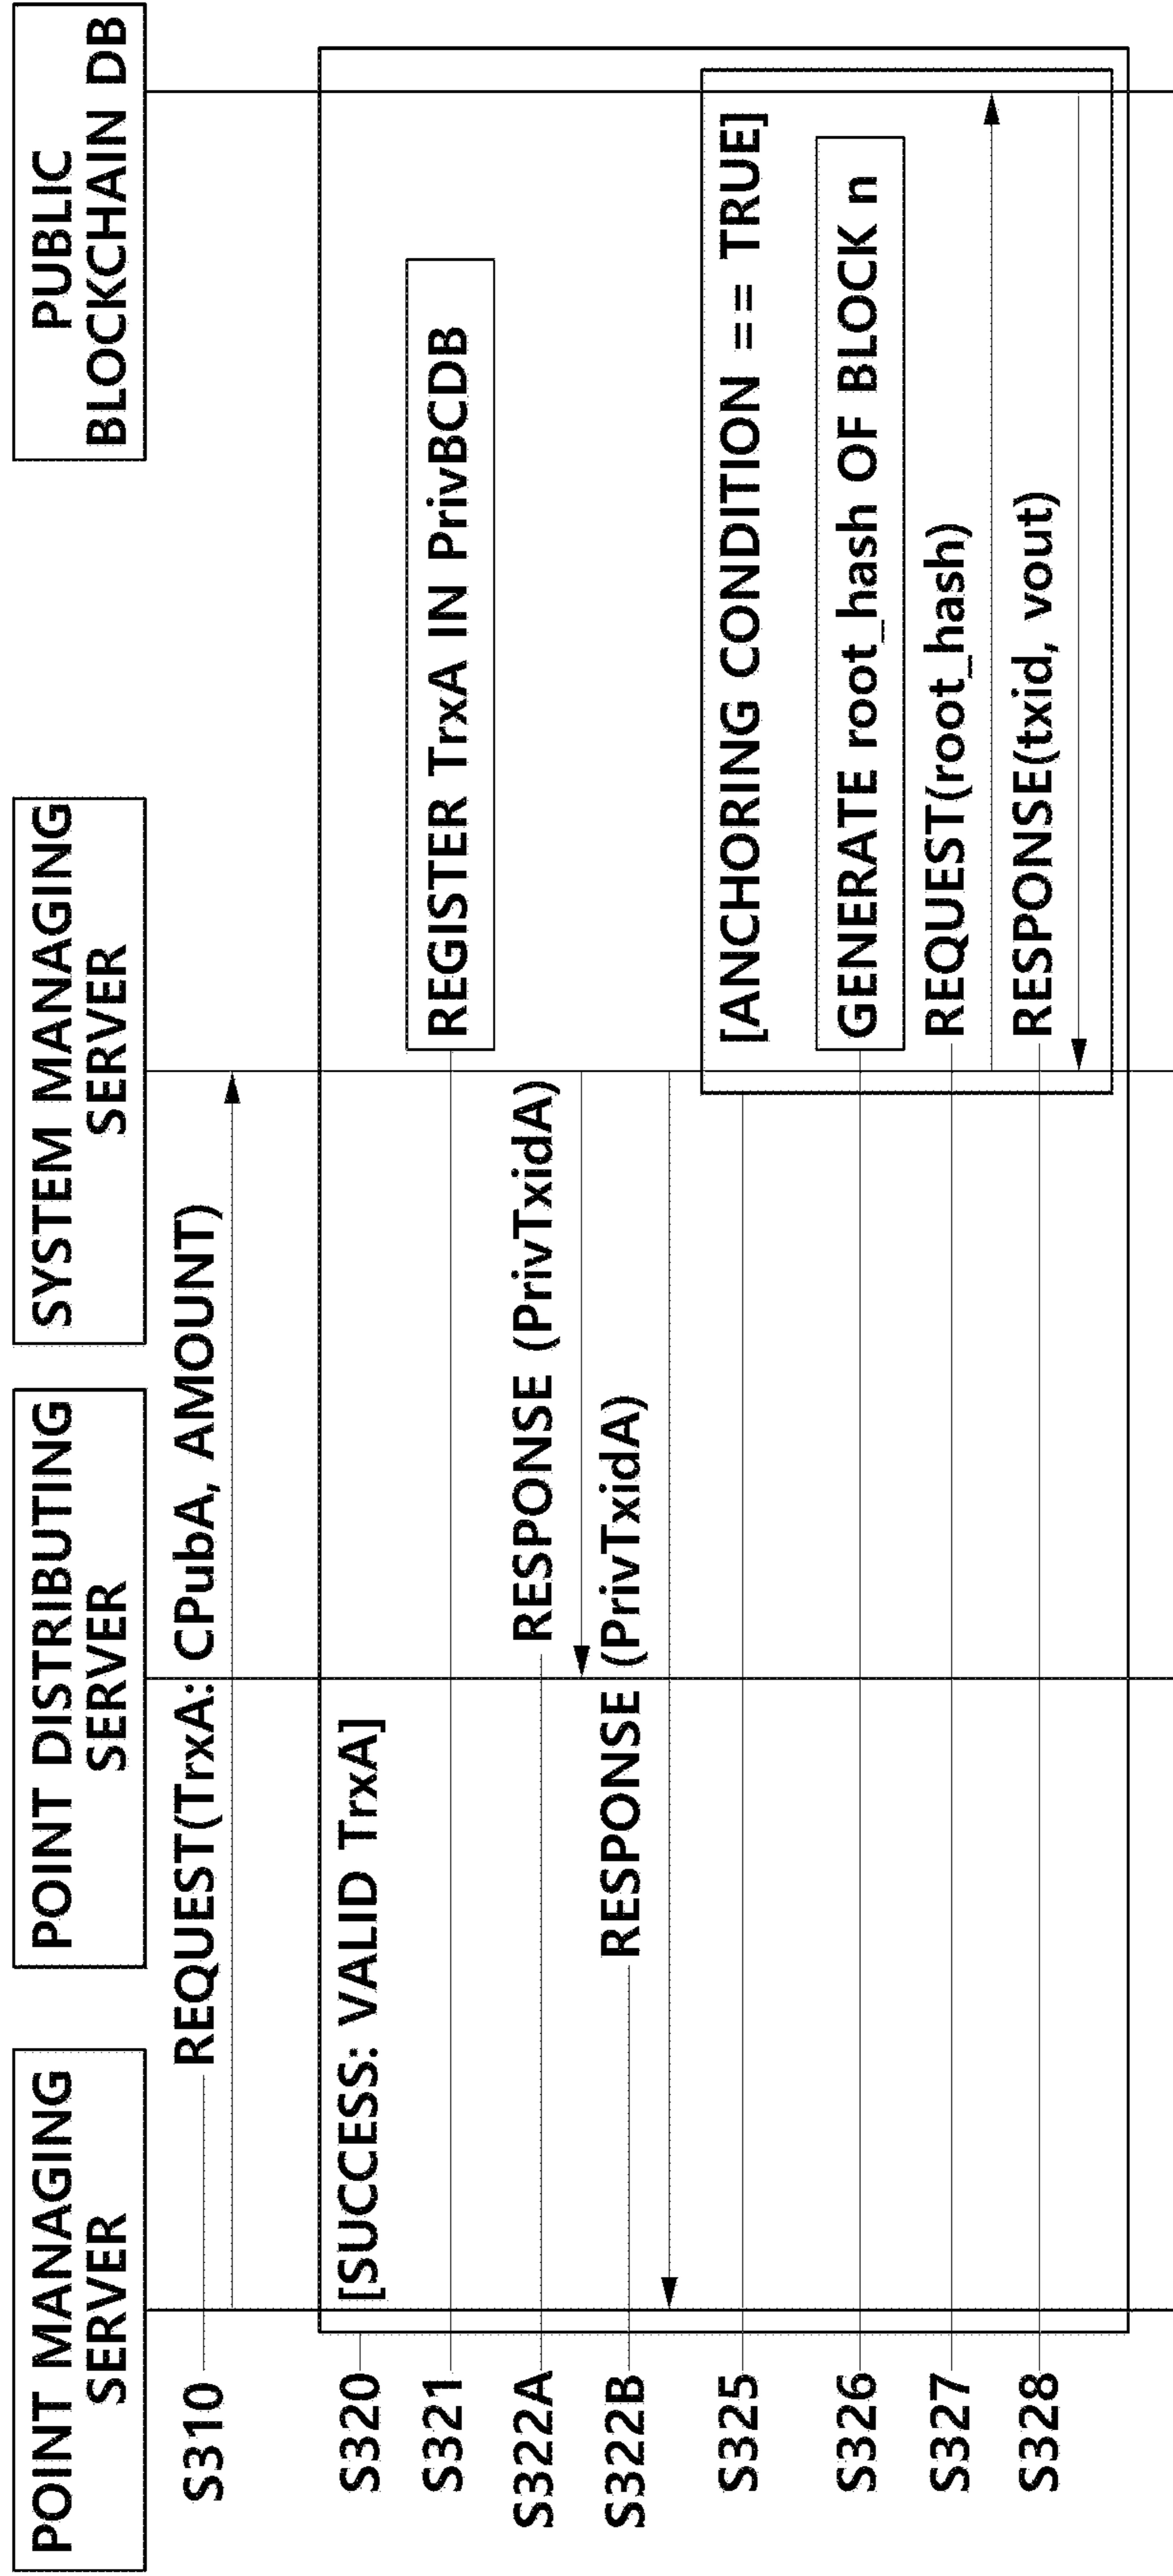 POINT MANAGING
SERVER
POINT DISTRIBUTING
SERVER
SYSTEM MANAGING
SERVER
PUBLIC
BLOCKCHAIN DB
S310
REQUEST(TrxA: CPubA, AMOUNT)
S320
[SUCCESS: VALID TrxA]
S321
REGISTER TrxA IN PrivBCDB
S322A
RESPONSE (PrivTxidA)
S322B
RESPONSE (PrivTxidA)
S325
[ANCHORING CONDITION == TRUE]
S326
GENERATE root_hash OF BLOCK n
S327
REQUEST(root_hash)
S328
RESPONSE(txid, vout)